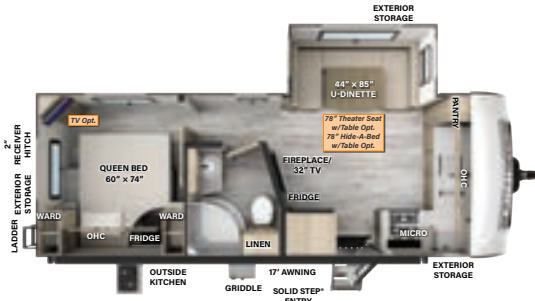 EXTERIOR
STORAGE
44" × 85"
U-DINETTE
PANTRY
TV Opt.
78" Theater Seat
w/Table Opt.
78" Hide-A-Bed
w/Table Opt.
2"
RECEIVER
HITCH
QUEEN BED
60" × 74"
FIREPLACE/
32" TV
OHC
EXTERIOR
STORAGE
FRIDGE
WARD
WARD
LADDER
OHC
FRIDGE
LINEN
MICRO
OUTSIDE
KITCHEN
GRIDDLE
17' AWNING
SOLID STEP®
ENTRY
EXTERIOR
STORAGE